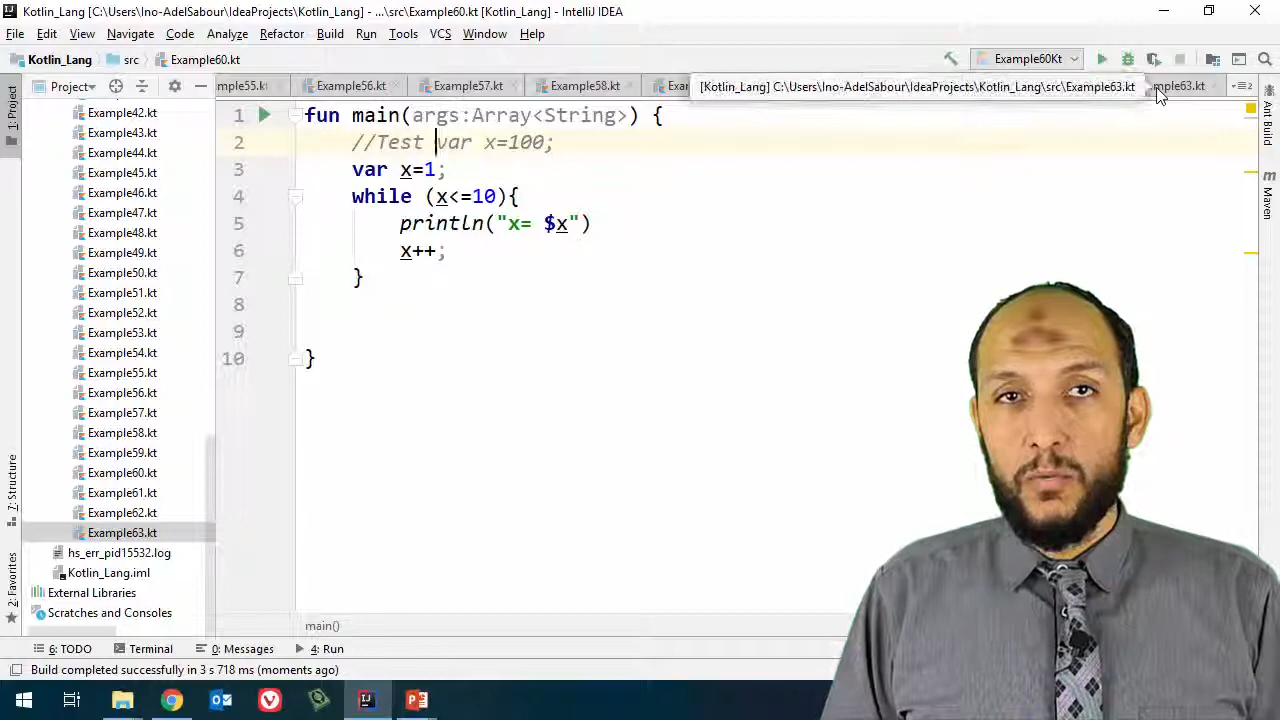 Kotlin_Lang [C:\Users\Ino-AdelSabour\IdeaProjects\Kotlin_Lang] - ...\src\Example60.kt [Kotlin_Lang] - IntelliJ IDEA
File Edit View Navigate Code Analyze Refactor Build Run Tools VCS Window Help
Kotlin_Lang src Example60.kt Example60Kt
Project mple55.kt Example56.kt Example57.kt Example58.kt Exa [Kotlin_Lang] C:\Users\Ino-AdelSabour\IdeaProjects\Kotlin_Lang\src\Example63.kt mple63.kt
1: Project
7: Structure
2: Favorites
Example42.kt
Example43.kt
Example44.kt
Example45.kt
Example46.kt
Example47.kt
Example48.kt
Example49.kt
Example50.kt
Example51.kt
Example52.kt
Example53.kt
Example54.kt
Example55.kt
Example56.kt
Example57.kt
Example58.kt
Example59.kt
Example60.kt
Example61.kt
Example62.kt
Example63.kt
hs_err_pid15532.log
Kotlin_Lang.iml
External Libraries
Scratches and Consoles
1 fun main(args:Array<String>) {
2 //Test var x=100;
3 var x=1;
4 while (x<=10){
5 println("x= $x")
6 x++;
7 }
8
9
10 }
main()
Ant Build
Maven
6: TODO Terminal 0: Messages 4: Run
Build completed successfully in 3 s 718 ms (moments ago)